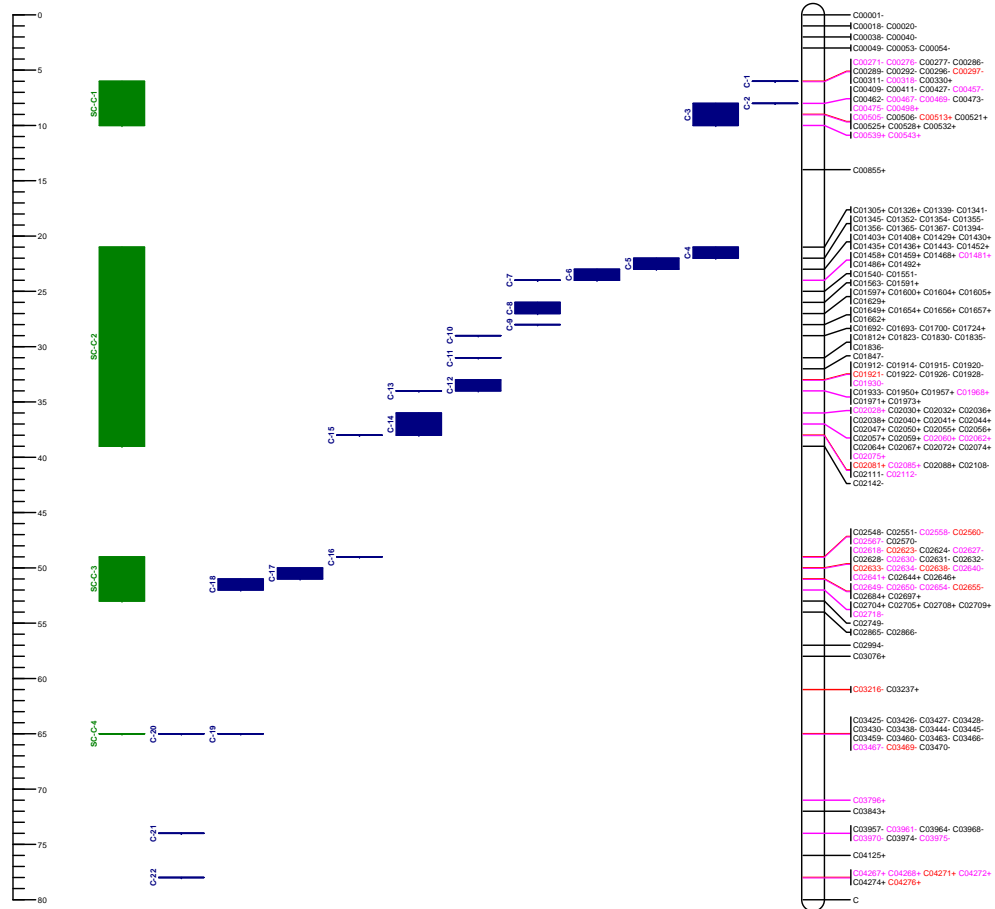 0
5
10
15
20
25
30
35
40
45
50
55
60
65
70
75
80
SC-C-1
SC-C-2
SC-C-3
SC-C-4
C-1
C-2
C-3
C-4
C-5
C-6
C-7
C-8
C-9
C-10
C-11
C-12
C-13
C-14
C-15
C-16
C-17
C-18
C-19
C-20
C-21
C-22
C00001-
C00018- C00020-
C00038- C00040-
C00049- C00053- C00054-
C00271- C00276- C00277- C00286-
C00289- C00292- C00296- C00297-
C00311- C00318- C00330+
C00409- C00411- C00427- C00457-
C00462- C00467- C00469- C00473-
C00475- C00498+
C00505- C00506- C00513+ C00521+
C00525+ C00528+ C00532+
C00539+ C00543+
C00855+
C01305+ C01326+ C01339- C01341-
C01345- C01352- C01354- C01355-
C01356- C01365- C01367- C01394-
C01403+ C01408+ C01429+ C01430+
C01435+ C01436+ C01443- C01452+
C01458+ C01459+ C01468+ C01481+
C01486+ C01492+
C01540- C01551-
C01563- C01591+
C01597+ C01600+ C01604+ C01605+
C01629+
C01649+ C01654+ C01656+ C01657+
C01662+
C01692- C01693- C01700- C01724+
C01812+ C01823- C01830- C01835-
C01836-
C01847-
C01912- C01914- C01915- C01920-
C01921- C01922- C01926- C01928-
C01930-
C01933- C01950+ C01957+ C01968+
C01971+ C01973+
C02028+ C02030+ C02032+ C02036+
C02038+ C02040+ C02041+ C02044+
C02047+ C02050+ C02055+ C02056+
C02057+ C02059+ C02060+ C02062+
C02064+ C02067+ C02072+ C02074+
C02075+
C02081+ C02085+ C02088+ C02108-
C02111- C02112-
C02142-
C02548- C02551- C02558- C02560-
C02567- C02570-
C02618- C02623- C02624- C02627-
C02628- C02630- C02631- C02632-
C02633- C02634- C02638- C02640-
C02641+ C02644+ C02646+
C02649- C02650- C02654- C02655-
C02684+ C02697+
C02704+ C02705+ C02708+ C02709+
C02718-
C02749-
C02865- C02866-
C02994-
C03076+
C03216- C03237+
C03425- C03426- C03427- C03428-
C03430- C03438- C03444- C03445-
C03459- C03460- C03463- C03466-
C03467- C03469- C03470-
C03796+
C03843+
C03957- C03961- C03964- C03968-
C03970- C03974- C03975-
C04125+
C04267+ C04268+ C04271+ C04272+
C04274+ C04276+
C